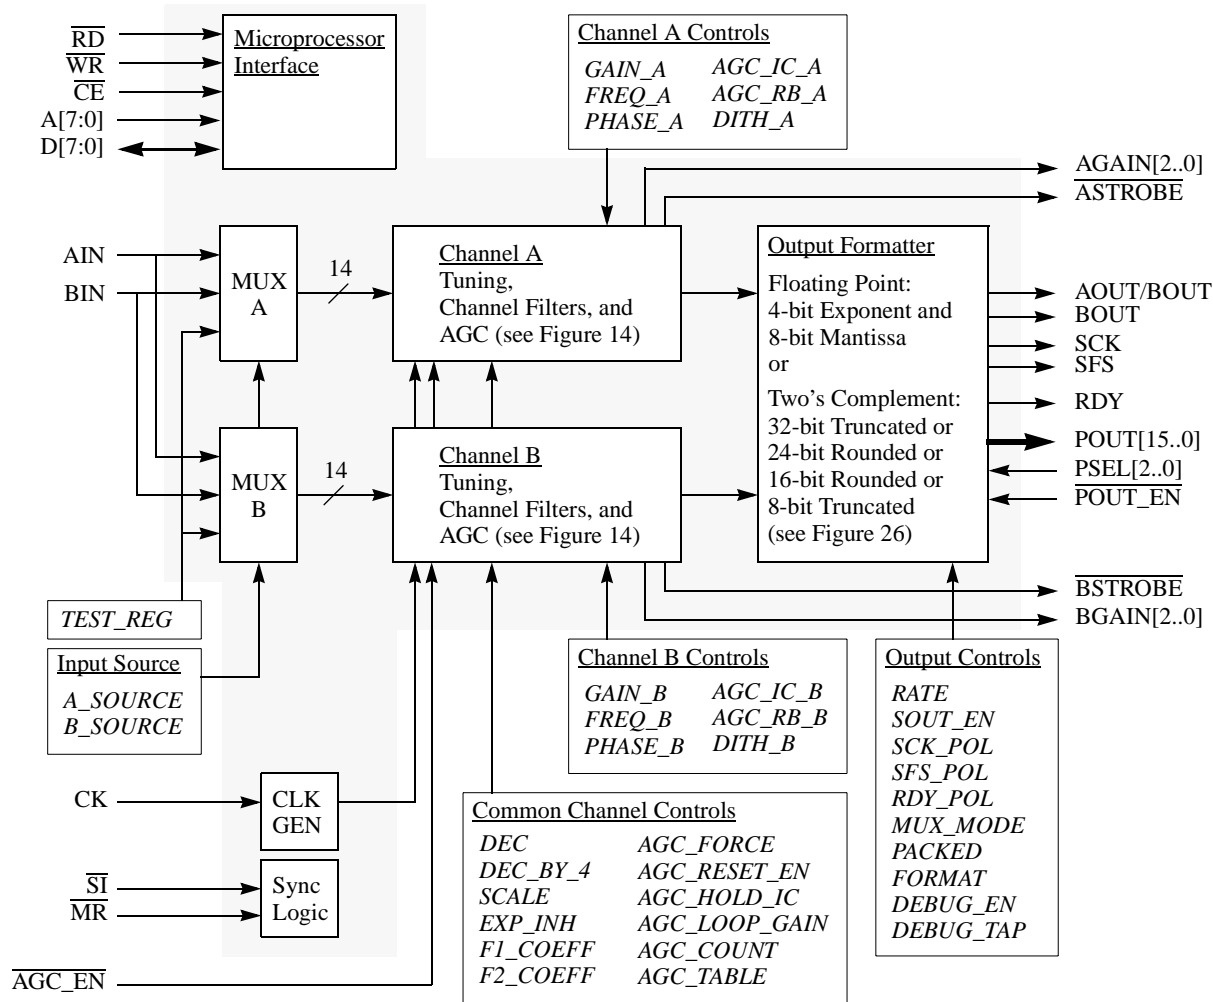 RD
WR
CE
A[7:0]
D[7:0]
Microprocessor
Interface
Channel A Controls
GAIN_A AGC_IC_A
FREQ_A AGC_RB_A
PHASE_A DITH_A
AGAIN[2..0]
ASTROBE
AIN
BIN
MUX
A
14
Channel A
Tuning,
Channel Filters, and
AGC (see Figure 14)
Output Formatter
Floating Point:
4-bit Exponent and
8-bit Mantissa
or
Two's Complement:
32-bit Truncated or
24-bit Rounded or
16-bit Rounded or
8-bit Truncated
(see Figure 26)
AOUT/BOUT
BOUT
SCK
SFS
RDY
POUT[15..0]
PSEL[2..0]
POUT_EN
MUX
B
14
Channel B
Tuning,
Channel Filters, and
AGC (see Figure 14)
BSTROBE
BGAIN[2..0]
TEST_REG
Input Source
A_SOURCE
B_SOURCE
Channel B Controls
GAIN_B AGC_IC_B
FREQ_B AGC_RB_B
PHASE_B DITH_B
Output Controls
RATE
SOUT_EN
SCK_POL
SFS_POL
RDY_POL
MUX_MODE
PACKED
FORMAT
DEBUG_EN
DEBUG_TAP
CK
CLK
GEN
SI
MR
Sync
Logic
AGC_EN
Common Channel Controls
DEC AGC_FORCE
DEC_BY_4 AGC_RESET_EN
SCALE AGC_HOLD_IC
EXP_INH AGC_LOOP_GAIN
F1_COEFF AGC_COUNT
F2_COEFF AGC_TABLE